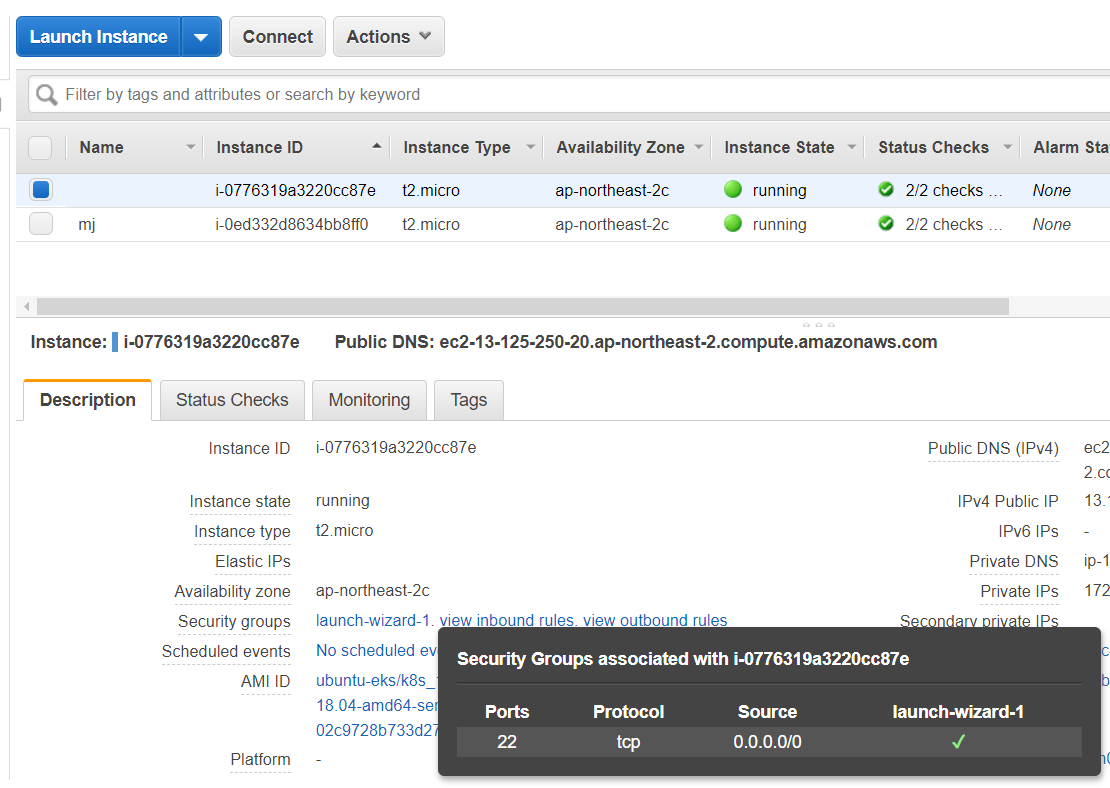 Launch Instance Connect Actions
Filter by tags and attributes or search by keyword
Name Instance ID Instance Type Availability Zone Instance State Status Checks Alarm Sta
i-0776319a3220cc87e t2.micro ap-northeast-2c running 2/2 checks ... None
mj i-0ed332d8634bb8ff0 t2.micro ap-northeast-2c running 2/2 checks ... None
Instance: i-0776319a3220cc87e Public DNS: ec2-13-125-250-20.ap-northeast-2.compute.amazonaws.com
Description Status Checks Monitoring Tags
Instance ID i-0776319a3220cc87e Public DNS (IPv4) ec2
2.co
Instance state running IPv4 Public IP 13.1
Instance type t2.micro IPv6 IPs -
Elastic IPs Private DNS ip-1
Availability zone ap-northeast-2c Private IPs 172
Security groups launch-wizard-1. view inbound rules. view outbound rules Secondary private IPs
Scheduled events No scheduled eve
AMI ID ubuntu-eks/k8s_
18.04-amd64-ser
02c9728b733d27
Platform -
Security Groups associated with i-0776319a3220cc87e
Ports Protocol Source launch-wizard-1
22 tcp 0.0.0.0/0 ✓